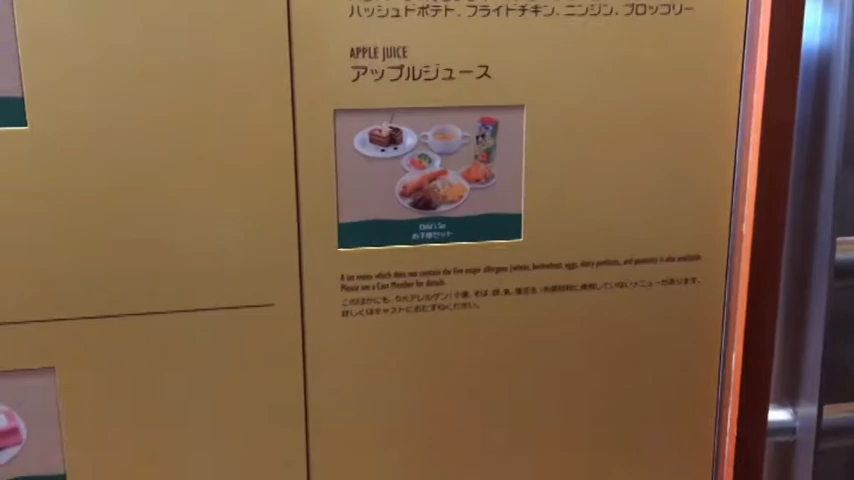 ハッシュドポテト、フライドチキン、ニンジン、ブロッコリー
APPLE JUICE
アップルジュース
Child's Set
お子様セット
A set menu which does not contain the five major allergens (wheat, buckwheat, eggs, dairy products, and peanuts) is also available.
Please ask a Cast Member for details.
このほかにも、5大アレルゲン(小麦、そば、卵、乳、落花生)を原材料に使用していないメニューがあります。
詳しくはキャストにおたずねください。